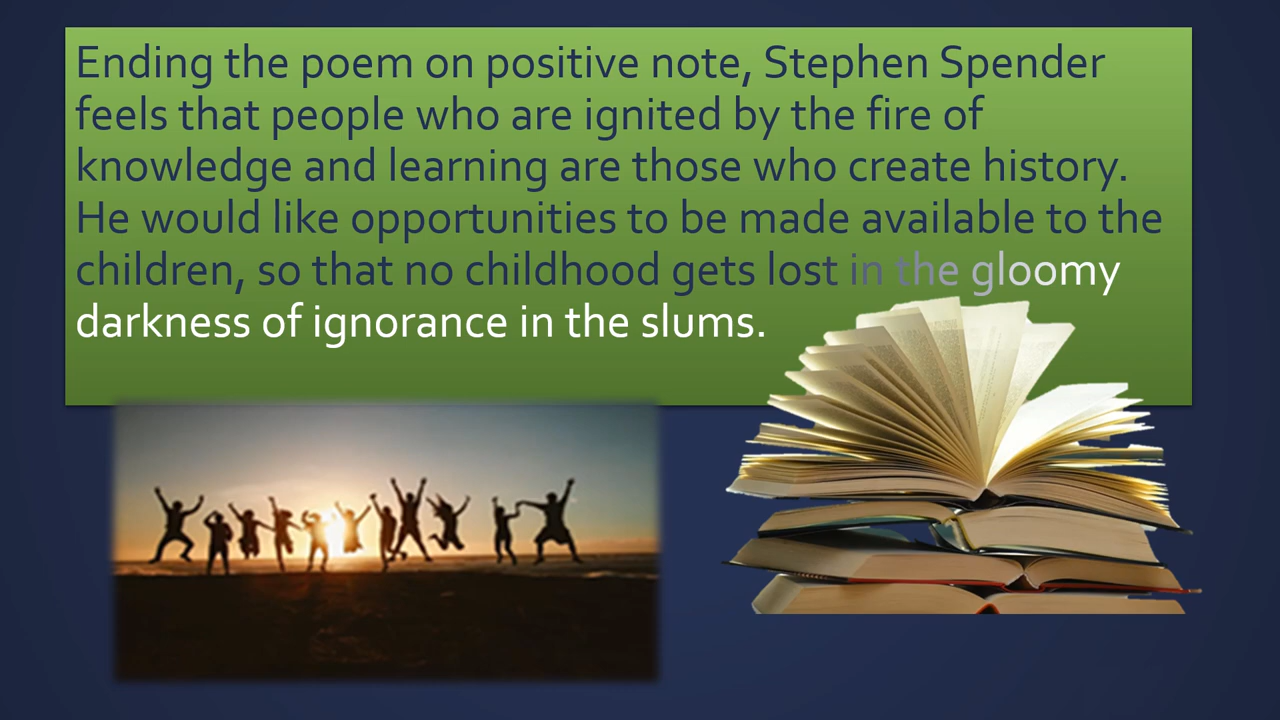 Ending the poem on positive note, Stephen Spender
feels that people who are ignited by the fire of
knowledge and learning are those who create history.
He would like opportunities to be made available to the
children, so that no childhood gets lost in the gloomy
darkness of ignorance in the slums.